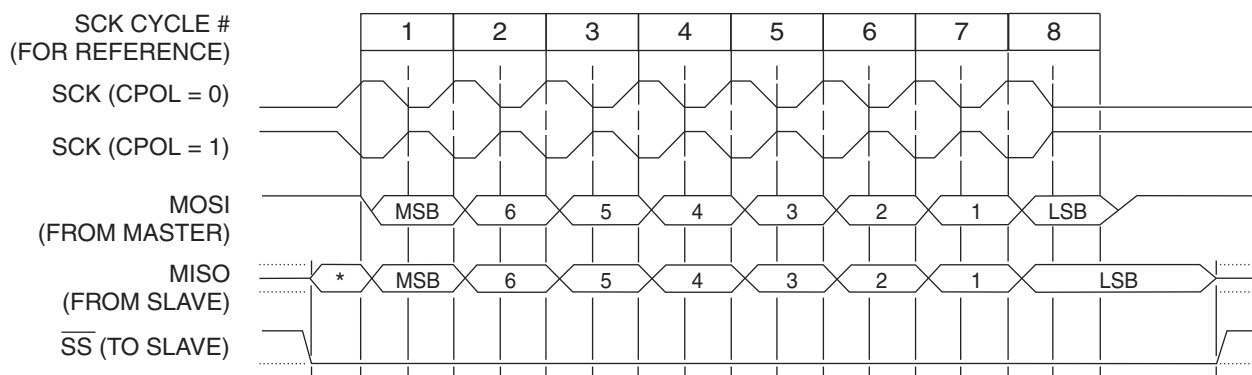 SCK CYCLE #
(FOR REFERENCE)
1 2 3 4 5 6 7 8
SCK (CPOL = 0)
SCK (CPOL = 1)
MOSI
(FROM MASTER)
MSB 6 5 4 3 2 1 LSB
MISO
(FROM SLAVE)
* MSB 6 5 4 3 2 1 LSB
SS (TO SLAVE)